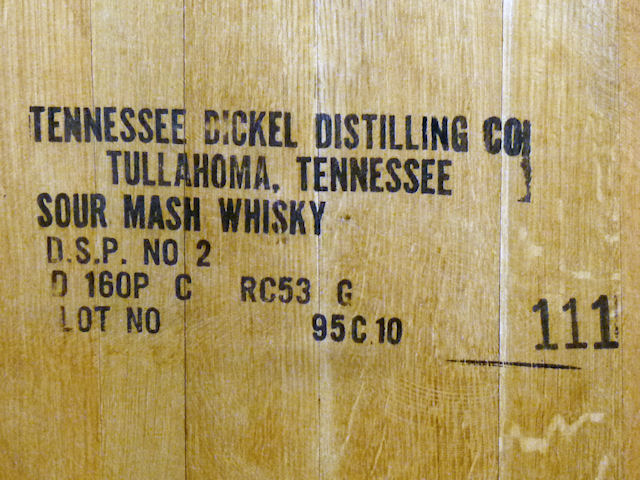 TENNESSEE DICKEL DISTILLING CO
TULLAHOMA, TENNESSEE
SOUR MASH WHISKY
D.S.P. NO 2
D 160P C RC53 G
LOT NO 95C10
111